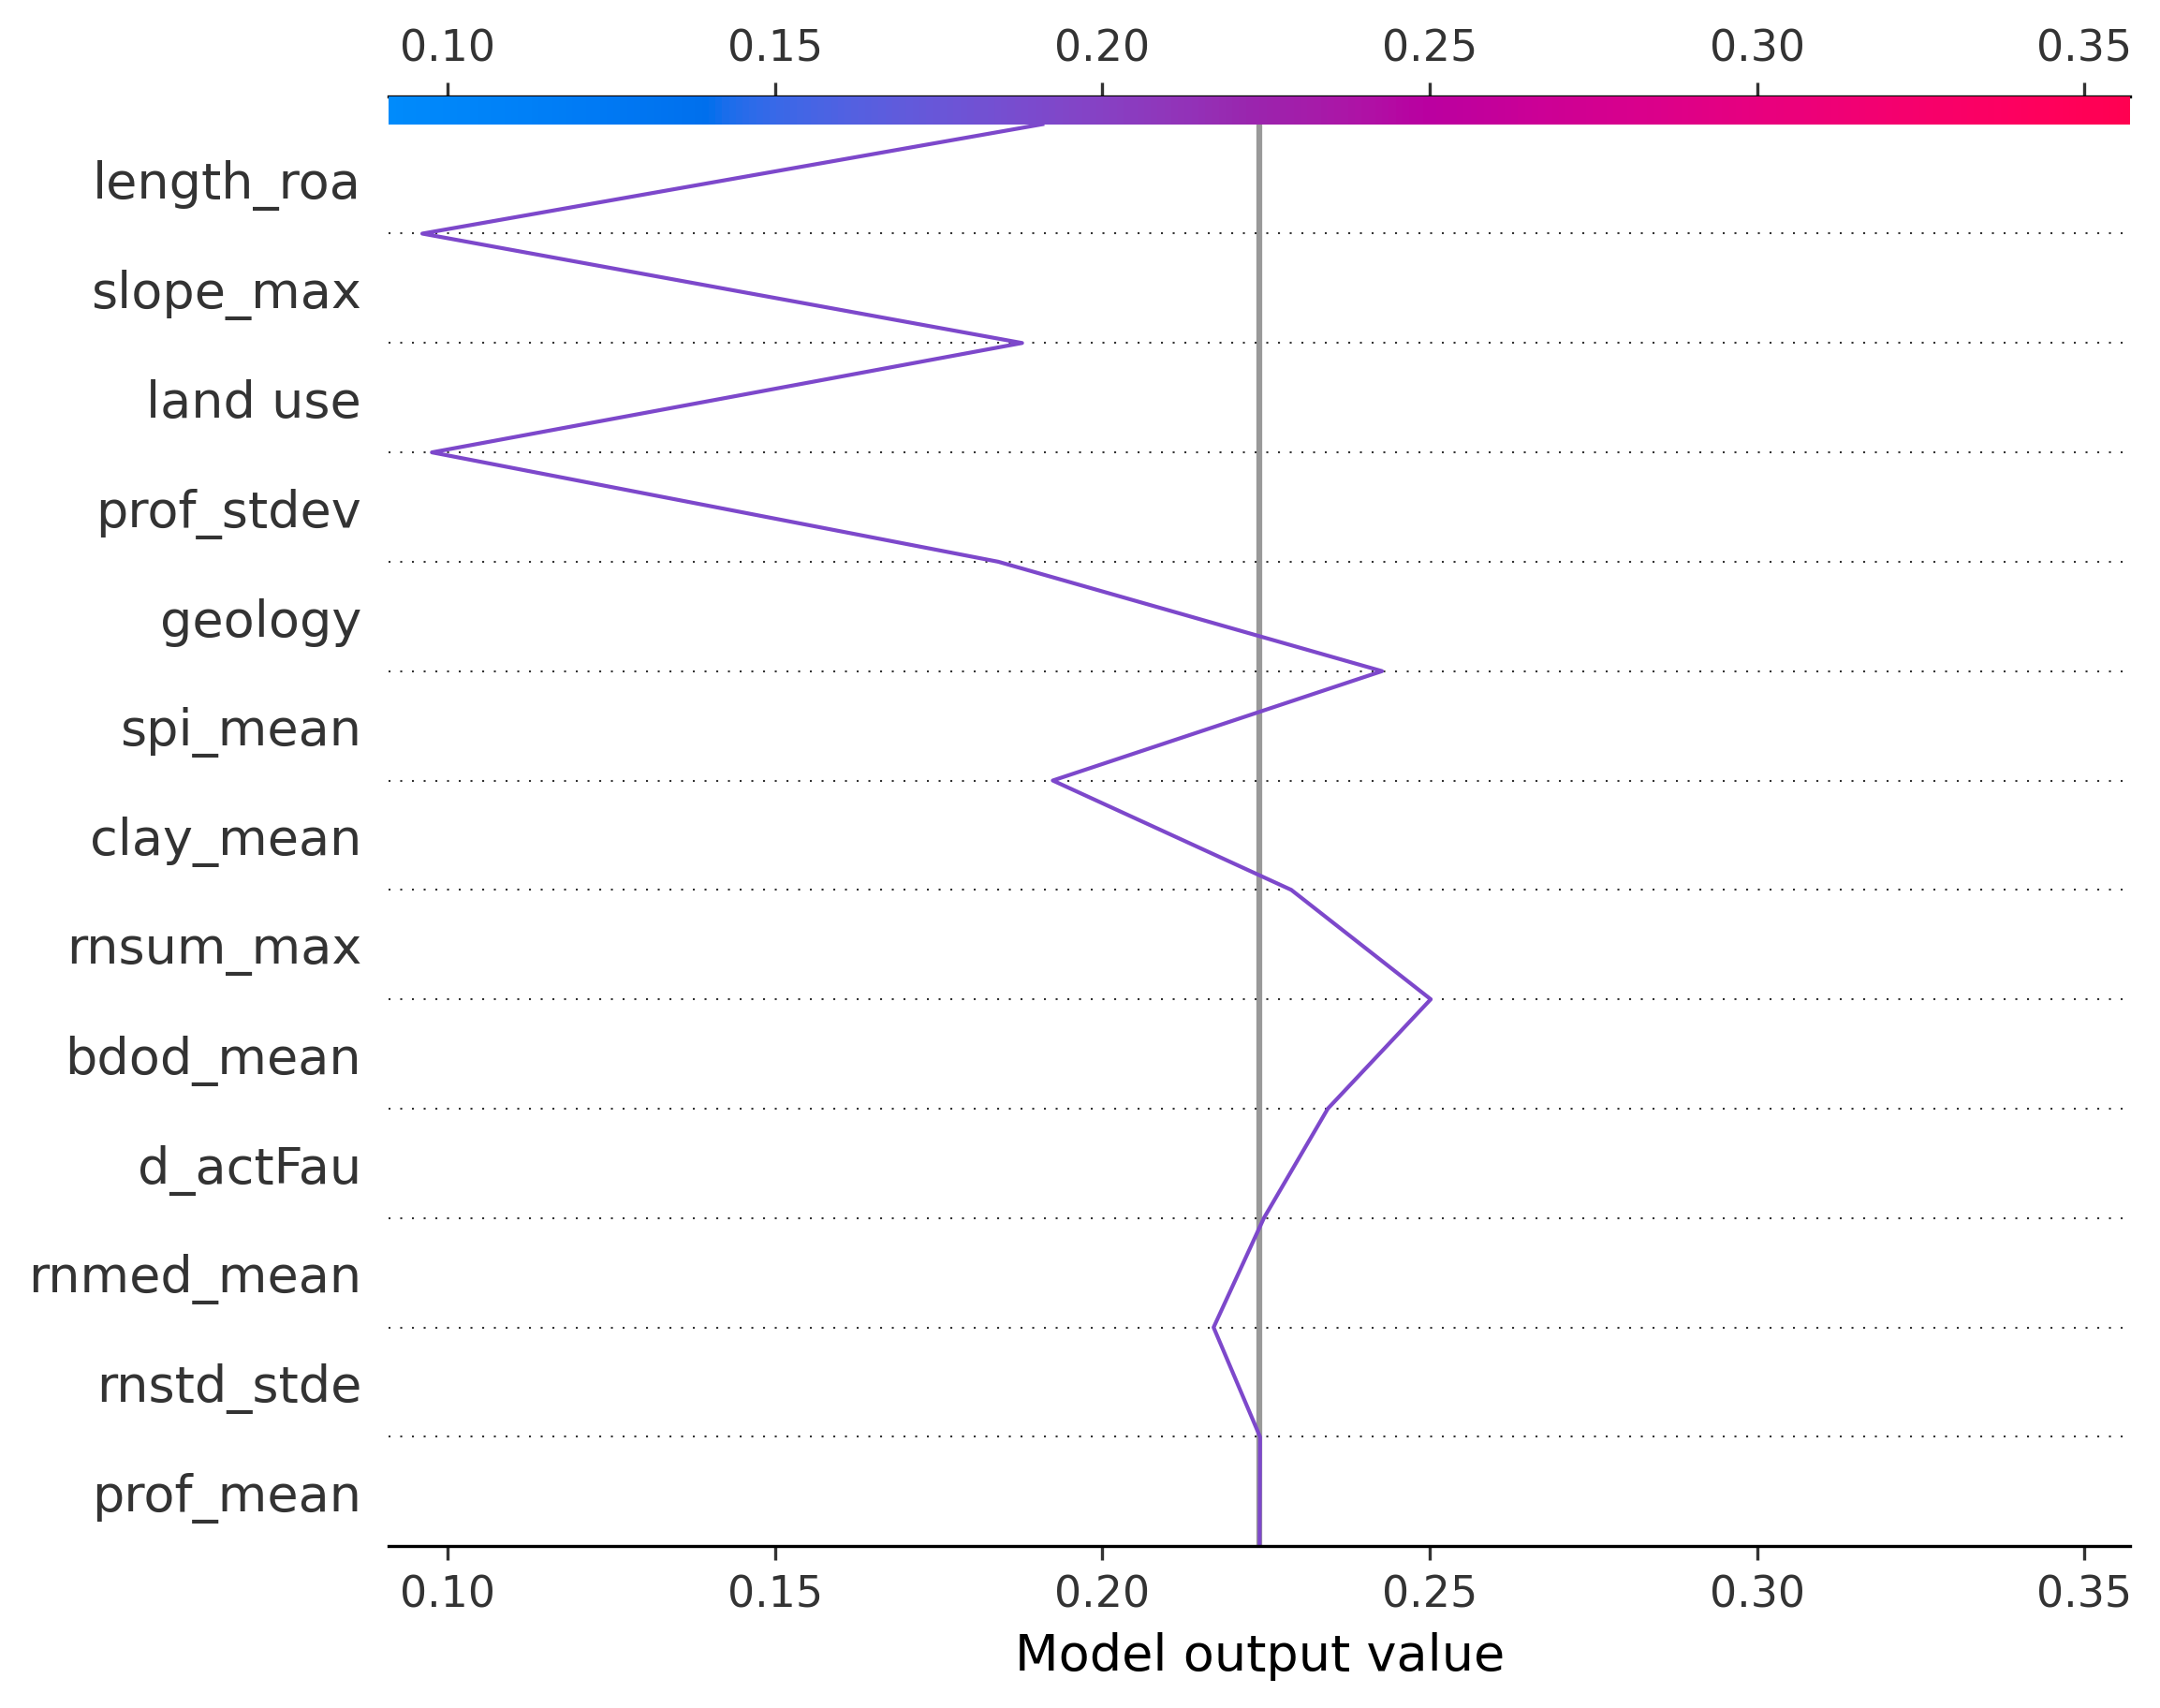 0.10 0.15 0.20 0.25 0.30 0.35
length_roa
slope_max
land use
prof_stdev
geology
spi_mean
clay_mean
rnsum_max
bdod_mean
d_actFau
rnmed_mean
rnstd_stde
prof_mean
0.10 0.15 0.20 0.25 0.30 0.35
Model output value